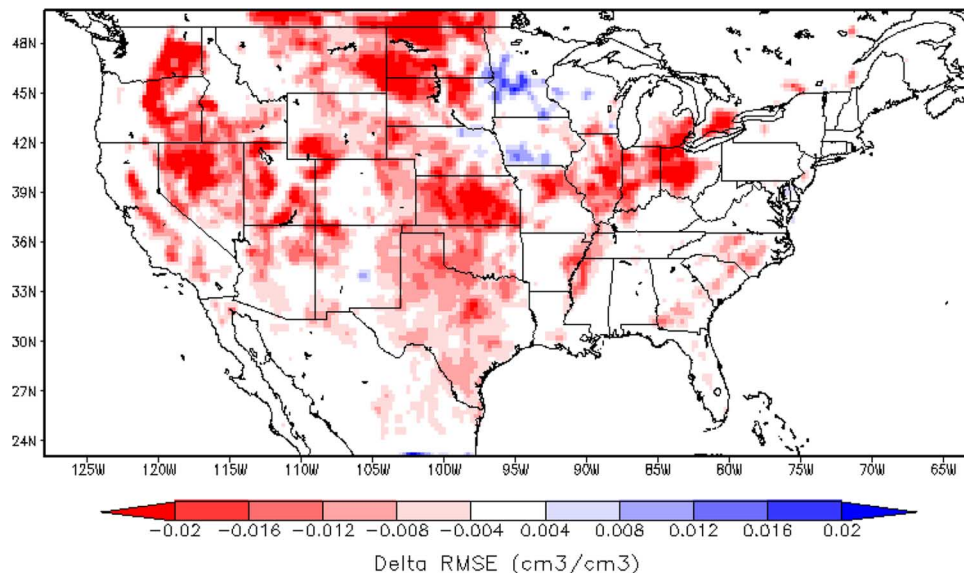 48N
45N
42N
39N
36N
33N
30N
27N
24N
125W 120W 115W 110W 105W 100W 95W 90W 85W 80W 75W 70W 65W
-0.02 -0.016 -0.012 -0.008 -0.004 0.004 0.008 0.012 0.016 0.02
Delta RMSE (cm3/cm3)